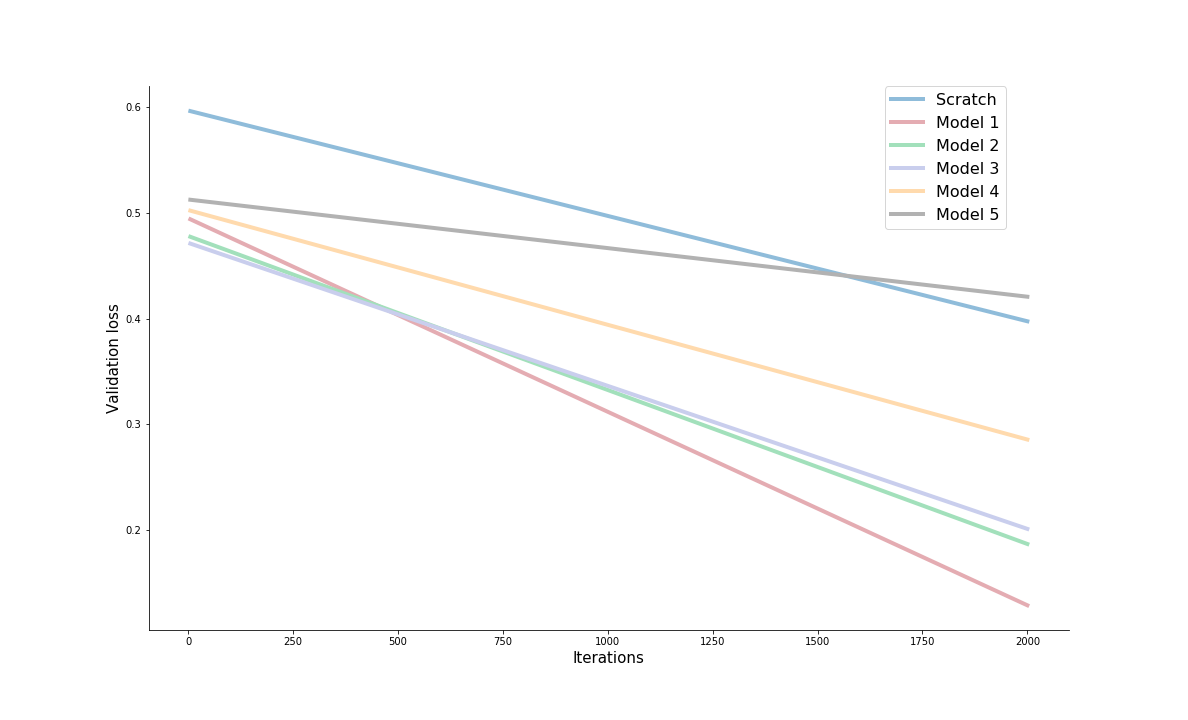 Scratch
Model 1
Model 2
Model 3
Model 4
Model 5
0.6
0.5
0.4
0.3
0.2
Validation loss
0 250 500 750 1000 1250 1500 1750 2000
Iterations